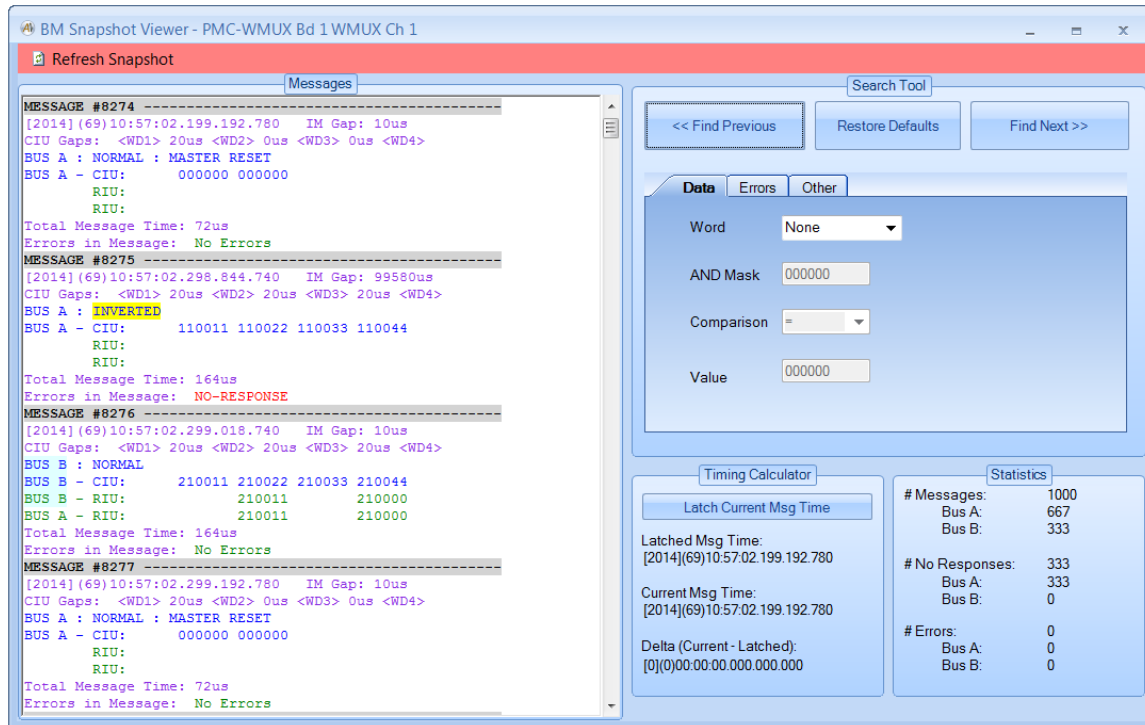 BM Snapshot Viewer - PMC-WMUX Bd 1 WMUX Ch 1
Refresh Snapshot
Messages
MESSAGE #8274 ------------------------------------------------
[2014](69)10:57:02.199.192.780   IM Gap: 10us
CIU Gaps:  <WD1> 20us <WD2> 0us <WD3> 0us <WD4>
BUS A : NORMAL : MASTER RESET
BUS A - CIU:      000000 000000
RIU:
RIU:
Total Message Time: 72us
Errors in Message:  No Errors
MESSAGE #8275 ------------------------------------------------
[2014](69)10:57:02.298.844.740   IM Gap: 99580us
CIU Gaps:  <WD1> 20us <WD2> 20us <WD3> 20us <WD4>
BUS A : INVERTED
BUS A - CIU:      110011 110022 110033 110044
RIU:
RIU:
Total Message Time: 164us
Errors in Message:  NO-RESPONSE
MESSAGE #8276 ------------------------------------------------
[2014](69)10:57:02.299.018.740   IM Gap: 10us
CIU Gaps:  <WD1> 20us <WD2> 20us <WD3> 20us <WD4>
BUS B : NORMAL
BUS B - CIU:      210011 210022 210033 210044
BUS B - RIU:             210011        210000
BUS A - RIU:             210011        210000
Total Message Time: 164us
Errors in Message:  No Errors
MESSAGE #8277 ------------------------------------------------
[2014](69)10:57:02.299.192.780   IM Gap: 10us
CIU Gaps:  <WD1> 20us <WD2> 0us <WD3> 0us <WD4>
BUS A : NORMAL : MASTER RESET
BUS A - CIU:      000000 000000
RIU:
RIU:
Total Message Time: 72us
Errors in Message:  No Errors
Search Tool
<< Find Previous
Restore Defaults
Find Next >>
Data Errors Other
Word None
AND Mask 000000
Comparison =
Value 000000
Timing Calculator
Latch Current Msg Time
Latched Msg Time:
[2014](69)10:57:02.199.192.780
Current Msg Time:
[2014](69)10:57:02.199.192.780
Delta (Current - Latched):
[0](0)00:00:00.000.000.000
Statistics
# Messages: 1000
Bus A: 667
Bus B: 333
# No Responses: 333
Bus A: 333
Bus B: 0
# Errors: 0
Bus A: 0
Bus B: 0